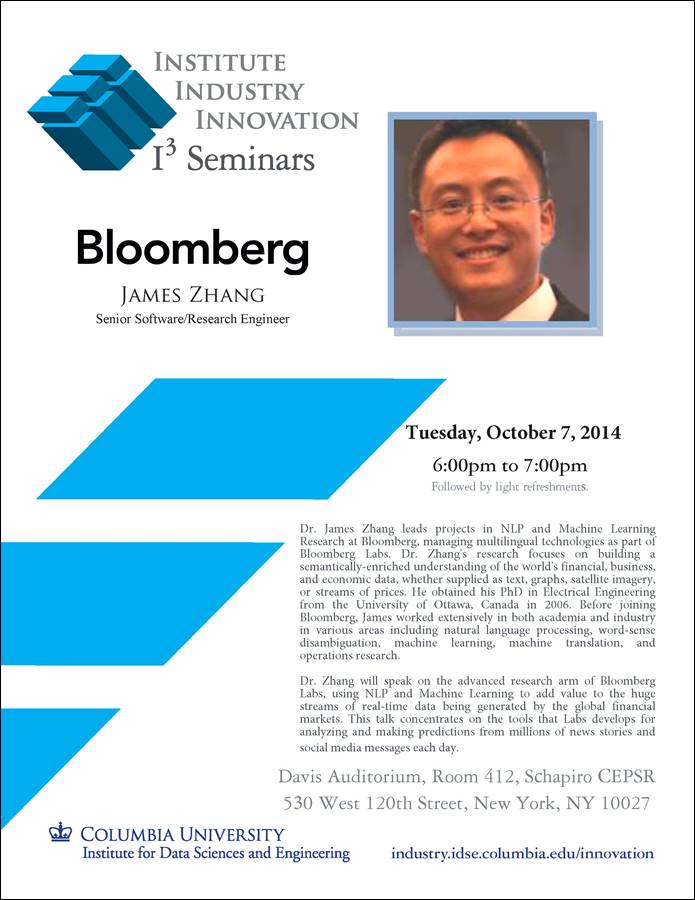 INSTITUTE
INDUSTRY
INNOVATION
I³ Seminars
Bloomberg
JAMES ZHANG
Senior Software/Research Engineer
Tuesday, October 7, 2014
6:00pm to 7:00pm
Followed by light refreshments.
Dr. James Zhang leads projects in NLP and Machine Learning
Research at Bloomberg, managing multilingual technologies as part of
Bloomberg Labs. Dr. Zhang's research focuses on building a
semantically-enriched understanding of the world's financial, business,
and economic data, whether supplied as text, graphs, satellite imagery,
or streams of prices. He obtained his PhD in Electrical Engineering
from the University of Ottawa, Canada in 2006. Before joining
Bloomberg, James worked extensively in both academia and industry
in various areas including natural language processing, word-sense
disambiguation, machine learning, machine translation, and
operations research.
Dr. Zhang will speak on the advanced research arm of Bloomberg
Labs, using NLP and Machine Learning to add value to the huge
streams of real-time data being generated by the global financial
markets. This talk concentrates on the tools that Labs develops for
analyzing and making predictions from millions of news stories and
social media messages each day.
Davis Auditorium, Room 412, Schapiro CEPSR
530 West 120th Street, New York, NY 10027
COLUMBIA UNIVERSITY
Institute for Data Sciences and Engineering
industry.idse.columbia.edu/innovation